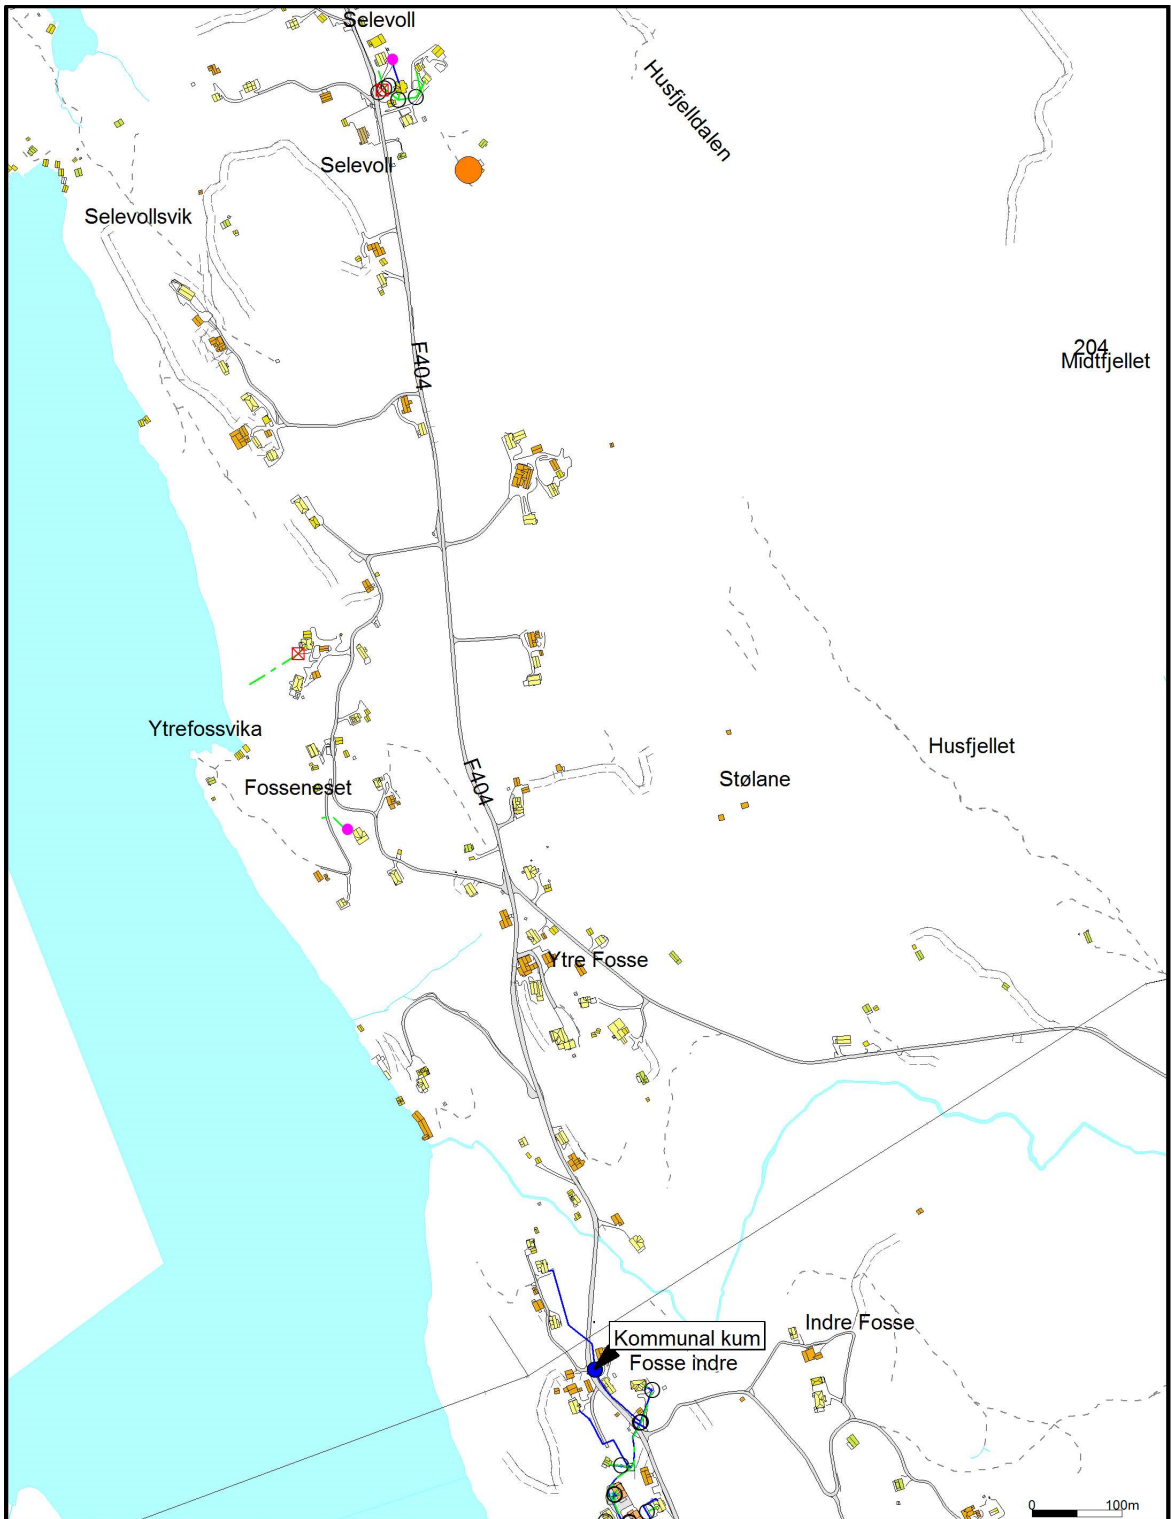 Selevoll
Husfjelldalen
Selevoll
Selevollsvik
F404
204
Midtfjellet
Ytrefossvika
Husfjellet
Fosseneset
F404
Stølane
Ytre Fosse
Indre Fosse
Kommunal kum
Fosse indre
0 100m